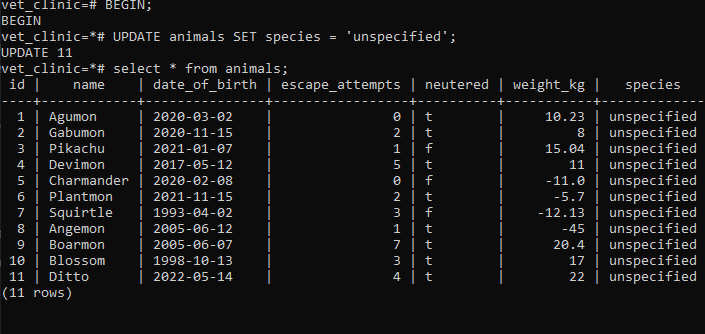 vet_clinic=# BEGIN;
BEGIN
vet_clinic=*# UPDATE animals SET species = 'unspecified';
UPDATE 11
vet_clinic=*# select * from animals;
 id |    name    | date_of_birth | escape_attempts | neutered | weight_kg |   species
----+------------+---------------+-----------------+----------+-----------+-------------
  1 | Agumon     | 2020-03-02    |               0 | t        |     10.23 | unspecified
  2 | Gabumon    | 2020-11-15    |               2 | t        |         8 | unspecified
  3 | Pikachu    | 2021-01-07    |               1 | f        |     15.04 | unspecified
  4 | Devimon    | 2017-05-12    |               5 | t        |        11 | unspecified
  5 | Charmander | 2020-02-08    |               0 | f        |     -11.0 | unspecified
  6 | Plantmon   | 2021-11-15    |               2 | t        |      -5.7 | unspecified
  7 | Squirtle   | 1993-04-02    |               3 | f        |    -12.13 | unspecified
  8 | Angemon    | 2005-06-12    |               1 | t        |       -45 | unspecified
  9 | Boarmon    | 2005-06-07    |               7 | t        |      20.4 | unspecified
 10 | Blossom    | 1998-10-13    |               3 | t        |        17 | unspecified
 11 | Ditto      | 2022-05-14    |               4 | t        |        22 | unspecified
(11 rows)